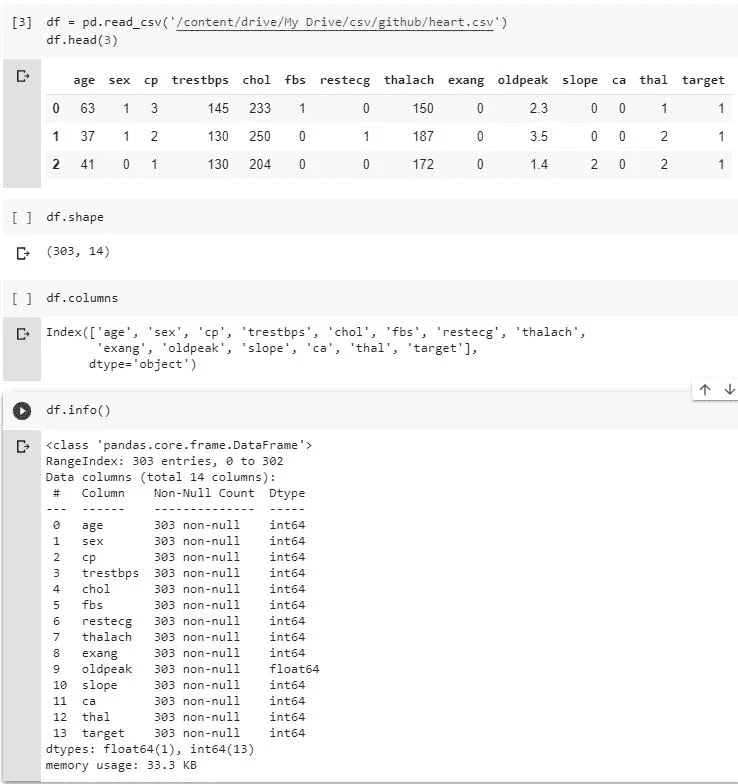 [3] df = pd.read_csv('/content/drive/My Drive/csv/github/heart.csv')
df.head(3)
age sex cp trestbps chol fbs restecg thalach exang oldpeak slope ca thal target
0 63 1 3 145 233 1 0 150 0 2.3 0 0 1 1
1 37 1 2 130 250 0 1 187 0 3.5 0 0 2 1
2 41 0 1 130 204 0 0 172 0 1.4 2 0 2 1
[ ] df.shape
(303, 14)
[ ] df.columns
Index(['age', 'sex', 'cp', 'trestbps', 'chol', 'fbs', 'restecg', 'thalach',
'exang', 'oldpeak', 'slope', 'ca', 'thal', 'target'],
dtype='object')
df.info()
<class 'pandas.core.frame.DataFrame'>
RangeIndex: 303 entries, 0 to 302
Data columns (total 14 columns):
# Column Non-Null Count Dtype
--- ------ -------------- -----
0 age 303 non-null int64
1 sex 303 non-null int64
2 cp 303 non-null int64
3 trestbps 303 non-null int64
4 chol 303 non-null int64
5 fbs 303 non-null int64
6 restecg 303 non-null int64
7 thalach 303 non-null int64
8 exang 303 non-null int64
9 oldpeak 303 non-null float64
10 slope 303 non-null int64
11 ca 303 non-null int64
12 thal 303 non-null int64
13 target 303 non-null int64
dtypes: float64(1), int64(13)
memory usage: 33.3 KB